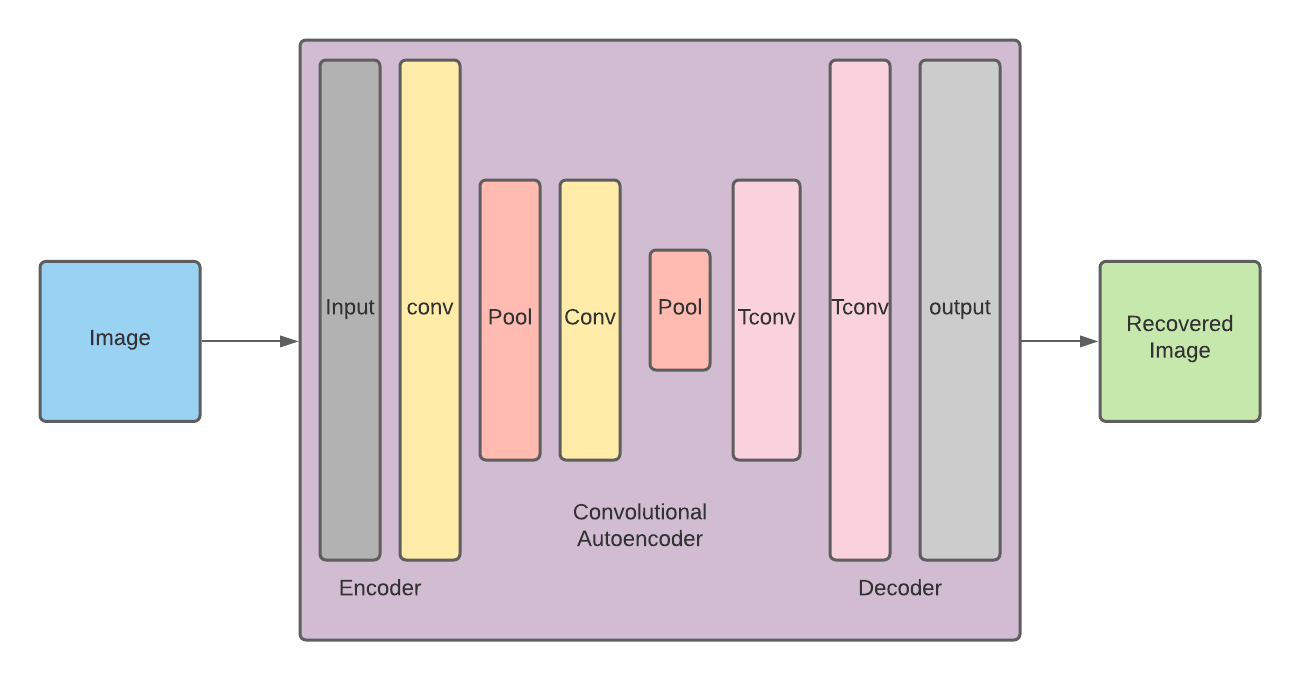 Image
Input
conv
Pool
Conv
Pool
Tconv
Tconv
output
Recovered
Image
Convolutional
Autoencoder
Encoder
Decoder